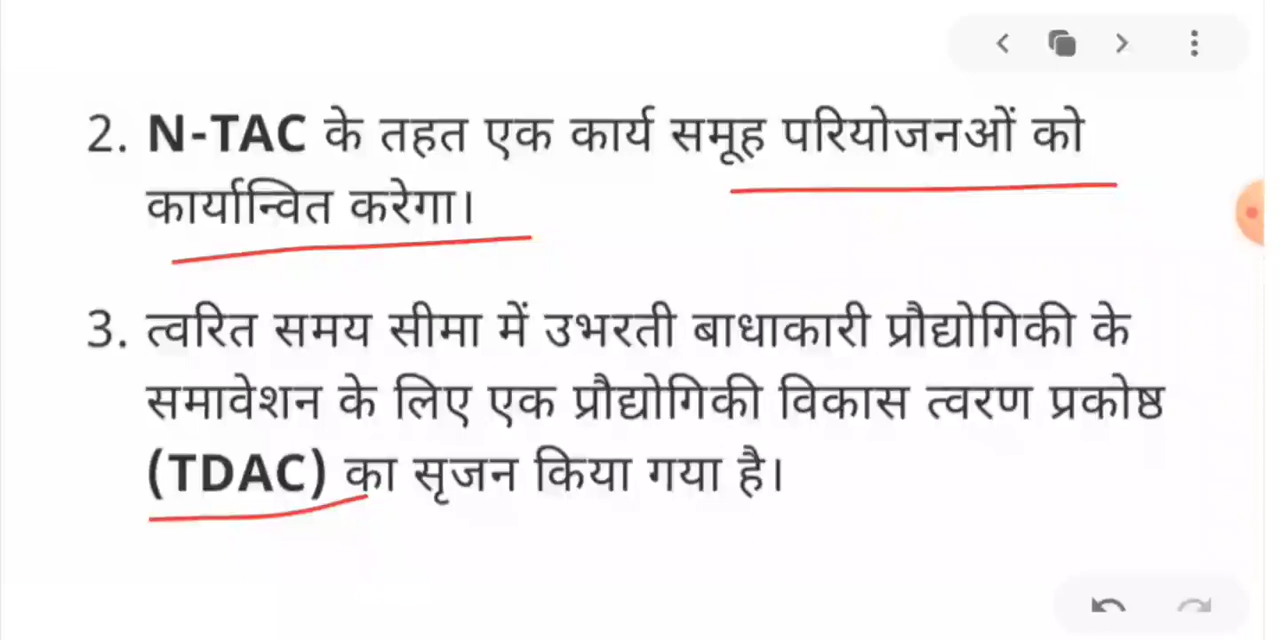 2. N-TAC के तहत एक कार्य समूह परियोजनओं को
कार्यान्वित करेगा।
3. त्वरित समय सीमा में उभरती बाधाकारी प्रौद्योगिकी के
समावेशन के लिए एक प्रौद्योगिकी विकास त्वरण प्रकोष्ठ
(TDAC) का सृजन किया गया है।